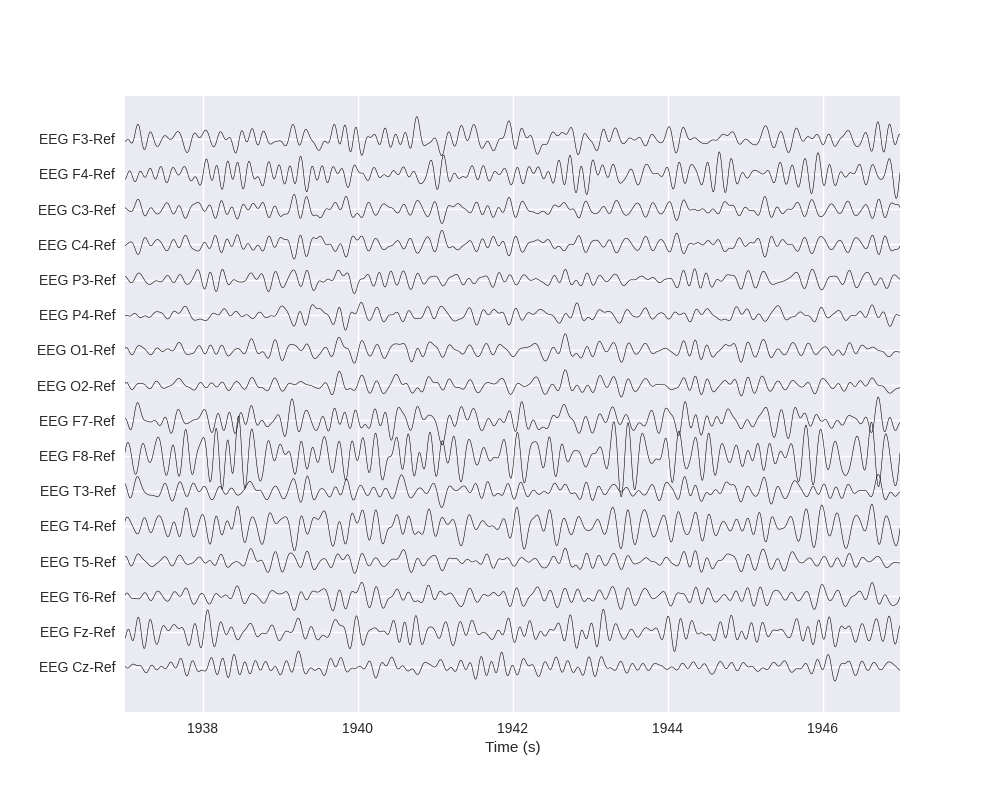 EEG F3-Ref
EEG F4-Ref
EEG C3-Ref
EEG C4-Ref
EEG P3-Ref
EEG P4-Ref
EEG O1-Ref
EEG O2-Ref
EEG F7-Ref
EEG F8-Ref
EEG T3-Ref
EEG T4-Ref
EEG T5-Ref
EEG T6-Ref
EEG Fz-Ref
EEG Cz-Ref
1938 1940 1942 1944 1946
Time (s)